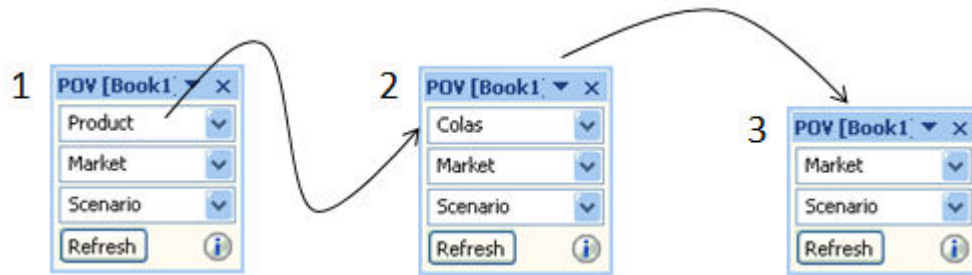 1
POV [Book1]
Product
Market
Scenario
Refresh
2
POV [Book1]
Colas
Market
Scenario
Refresh
3
POV [Book1]
Market
Scenario
Refresh